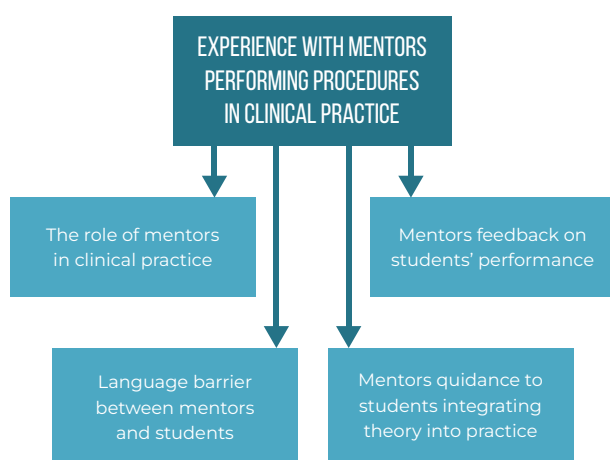 EXPERIENCE WITH MENTORS
PERFORMING PROCEDURES
IN CLINICAL PRACTICE
The role of mentors
in clinical practice
Mentors feedback on
students’ performance
Language barrier
between mentors
and students
Mentors quidance to
students integrating
theory into practice